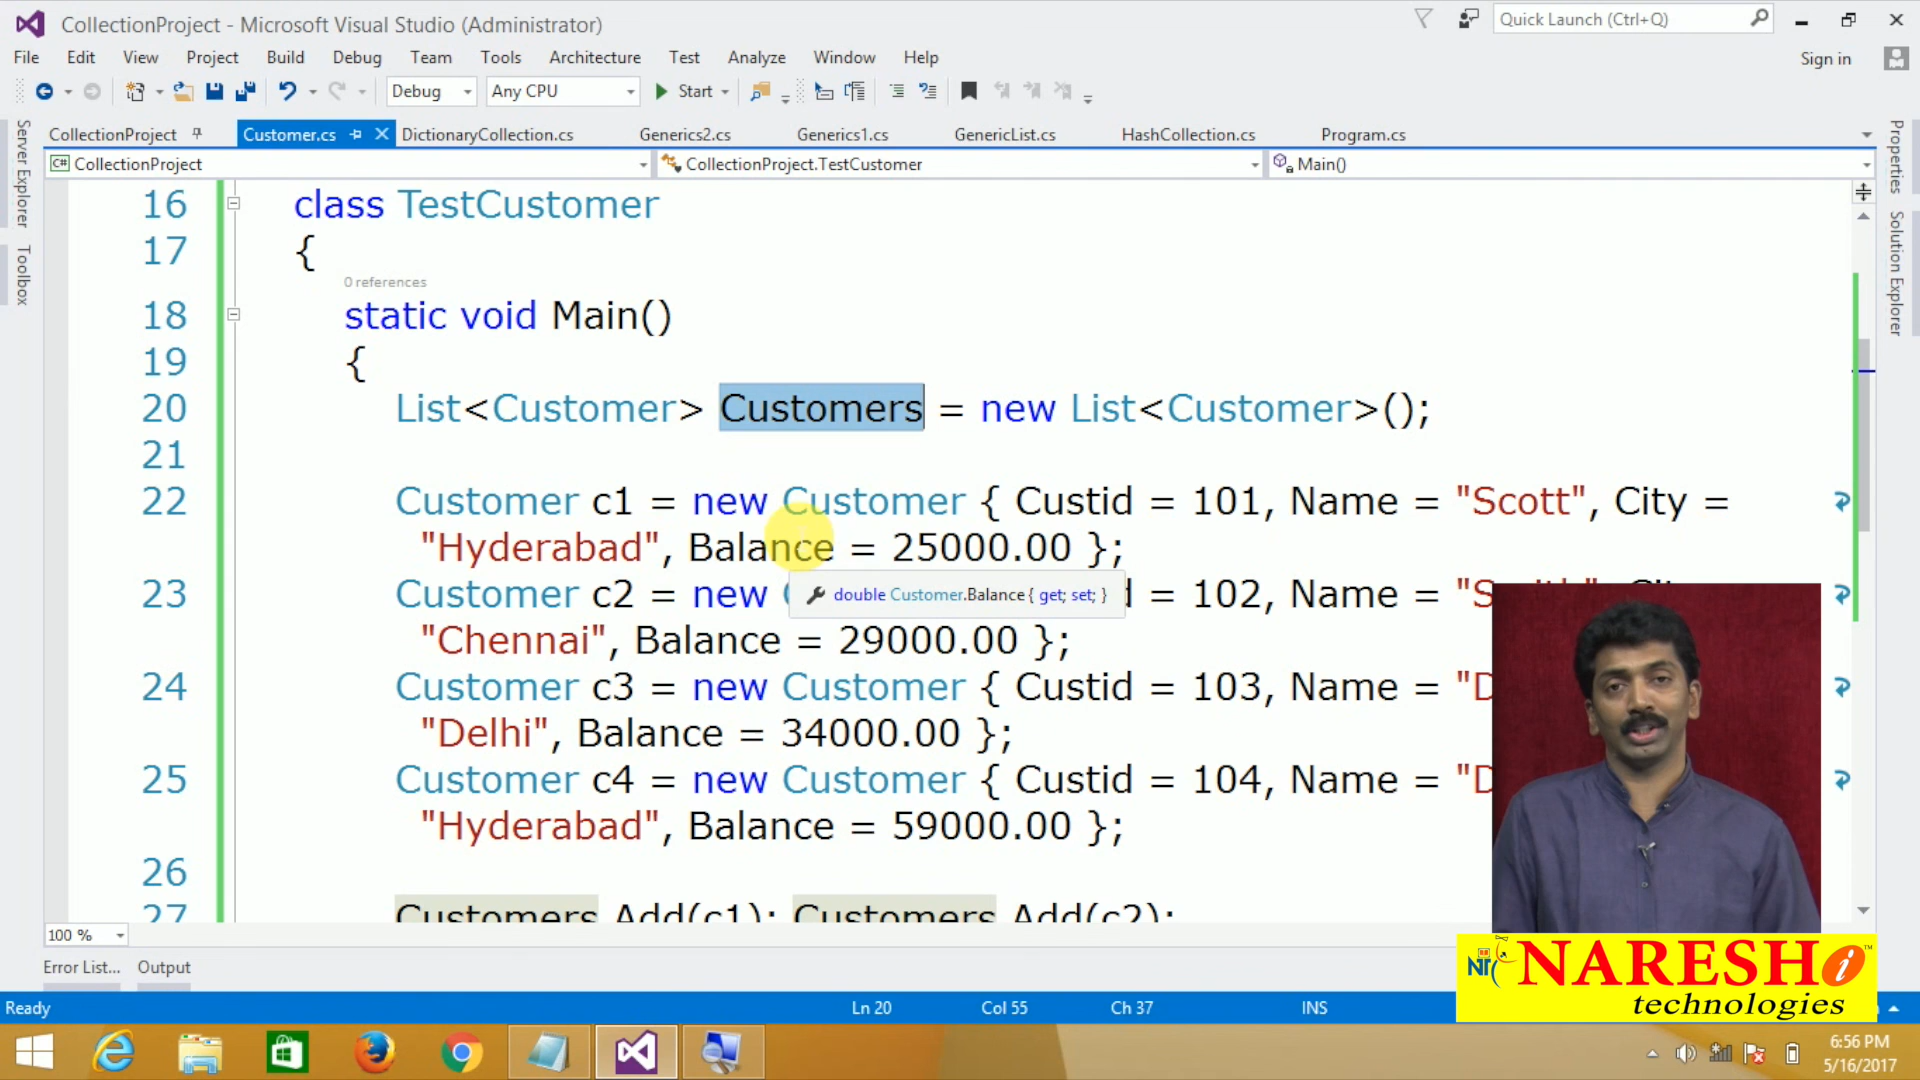 CollectionProject - Microsoft Visual Studio (Administrator)
Quick Launch (Ctrl+Q)
File Edit View Project Build Debug Team Tools Architecture Test Analyze Window Help
Sign in
Debug Any CPU Start
CollectionProject Customer.cs DictionaryCollection.cs Generics2.cs Generics1.cs GenericList.cs HashCollection.cs Program.cs
C# CollectionProject CollectionProject.TestCustomer Main()
Server Explorer
Toolbox
Properties
Solution Explorer
16 class TestCustomer
17 {
0 references
18 static void Main()
19 {
20 List<Customer> Customers = new List<Customer>();
21
22 Customer c1 = new Customer { Custid = 101, Name = "Scott", City =
"Hyderabad", Balance = 25000.00 };
23 Customer c2 = new = 102, Name =
double Customer.Balance { get; set; }
"Chennai", Balance = 29000.00 };
24 Customer c3 = new Customer { Custid = 103, Name = "D
"Delhi", Balance = 34000.00 };
25 Customer c4 = new Customer { Custid = 104, Name = "D
"Hyderabad", Balance = 59000.00 };
26
27 Customers.Add(c1); Customers.Add(c2);
100 %
Error List... Output
Ready Ln 20 Col 55 Ch 37 INS
NARESH i
technologies
6:56 PM
5/16/2017